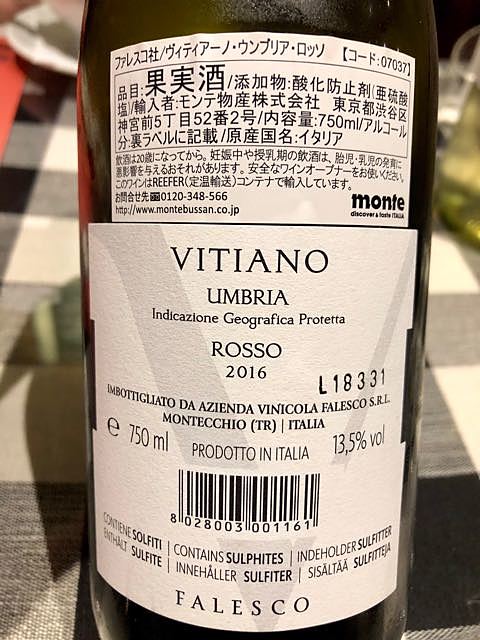 ファレスコ社/ヴィティアーノ・ウンブリア・ロッソ 【コード:07037】
品目:果実酒/添加物:酸化防止剤(亜硫酸
塩)/輸入者:モンテ物産株式会社 東京都渋谷区
神宮前5丁目52番2号/内容量:750ml/アルコール
分:裏ラベルに記載/原産国名:イタリア
飲酒は20歳になってから。妊娠中や授乳期の飲酒は、胎児・乳児の発育に
悪影響を与えるおそれがあります。安全なワインオープナーをお使いください。
このワインはREEFER(定温輸送)コンテナで輸入しています。
お問合せ先 0120-348-566
http://www.montebussan.co.jp
monte
discover & taste ITALIA
VITIANO
UMBRIA
Indicazione Geografica Protetta
ROSSO
2016
L18331
IMBOTTIGLIATO DA AZIENDA VINICOLA FALESCO S.R.L.
MONTECCHIO (TR) | ITALIA
e 750 ml PRODOTTO IN ITALIA 13,5% vol
8 028003 001161
CONTIENE SOLFITI | CONTAINS SULPHITES | INDEHOLDER SULFITTER
ENTHÄLT SULFITE | INNEHÅLLER SULFITER | SISÄLTÄÄ SULFITTEJA
FALESCO